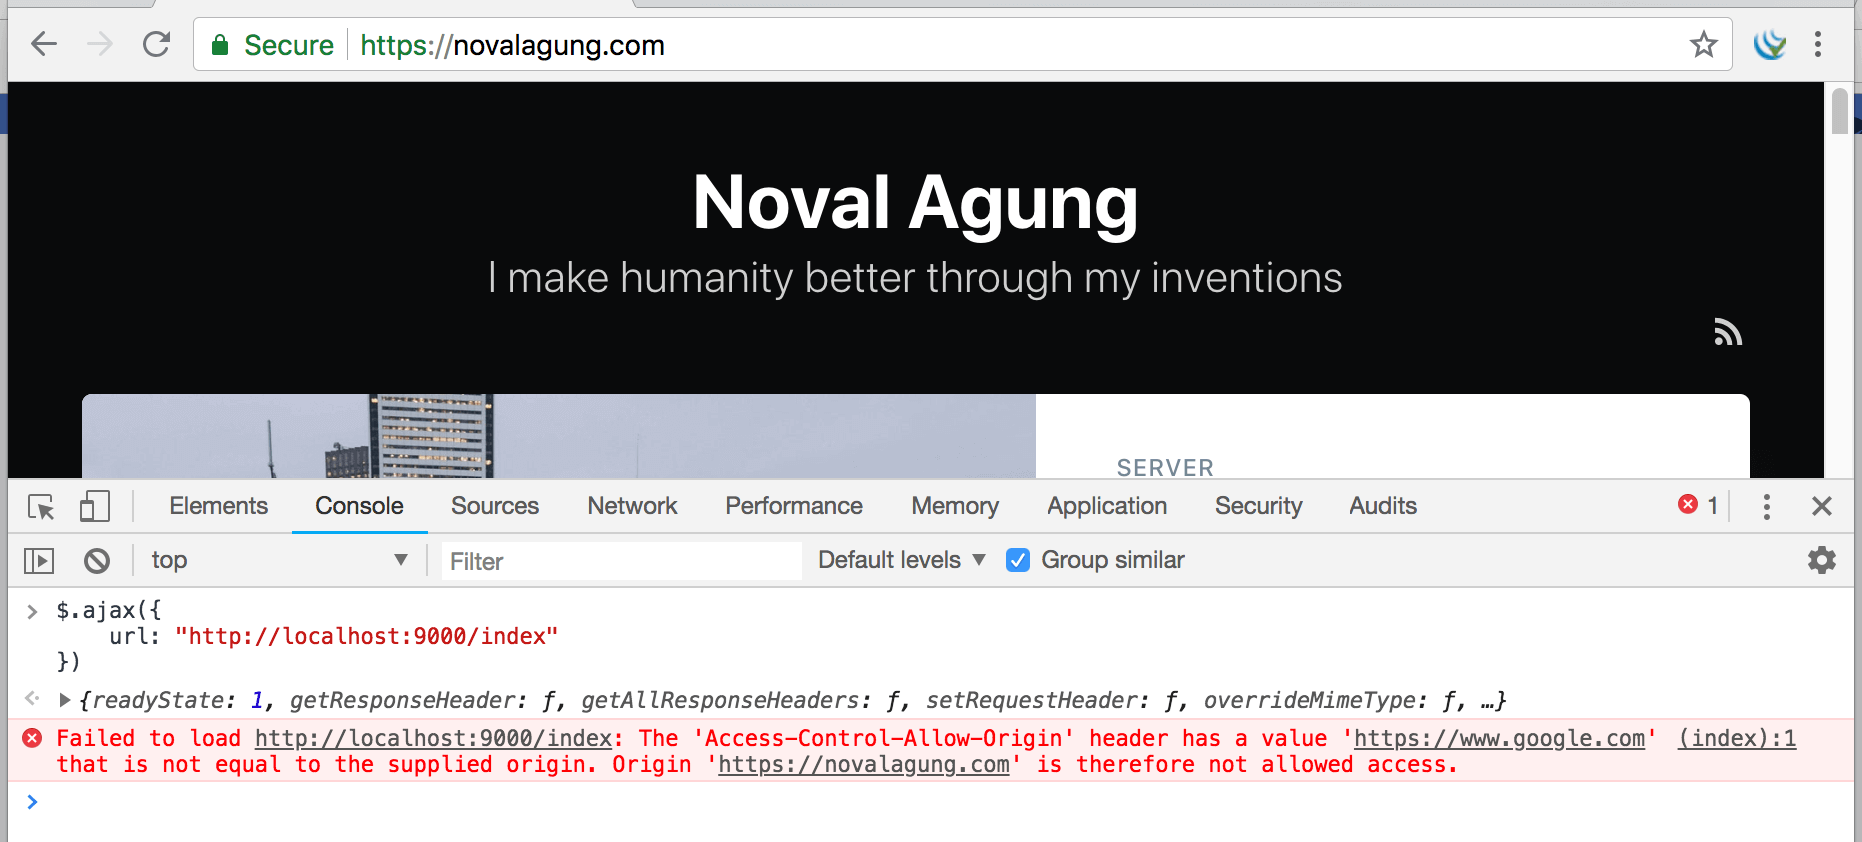 Secure https://novalagung.com
Noval Agung
I make humanity better through my inventions
SERVER
Elements Console Sources Network Performance Memory Application Security Audits 1
top Filter Default levels Group similar
$.ajax({
url: "http://localhost:9000/index"
})
{readyState: 1, getResponseHeader: ƒ, getAllResponseHeaders: ƒ, setRequestHeader: ƒ, overrideMimeType: ƒ, …}
Failed to load http://localhost:9000/index: The 'Access-Control-Allow-Origin' header has a value 'https://www.google.com' (index):1
that is not equal to the supplied origin. Origin 'https://novalagung.com' is therefore not allowed access.